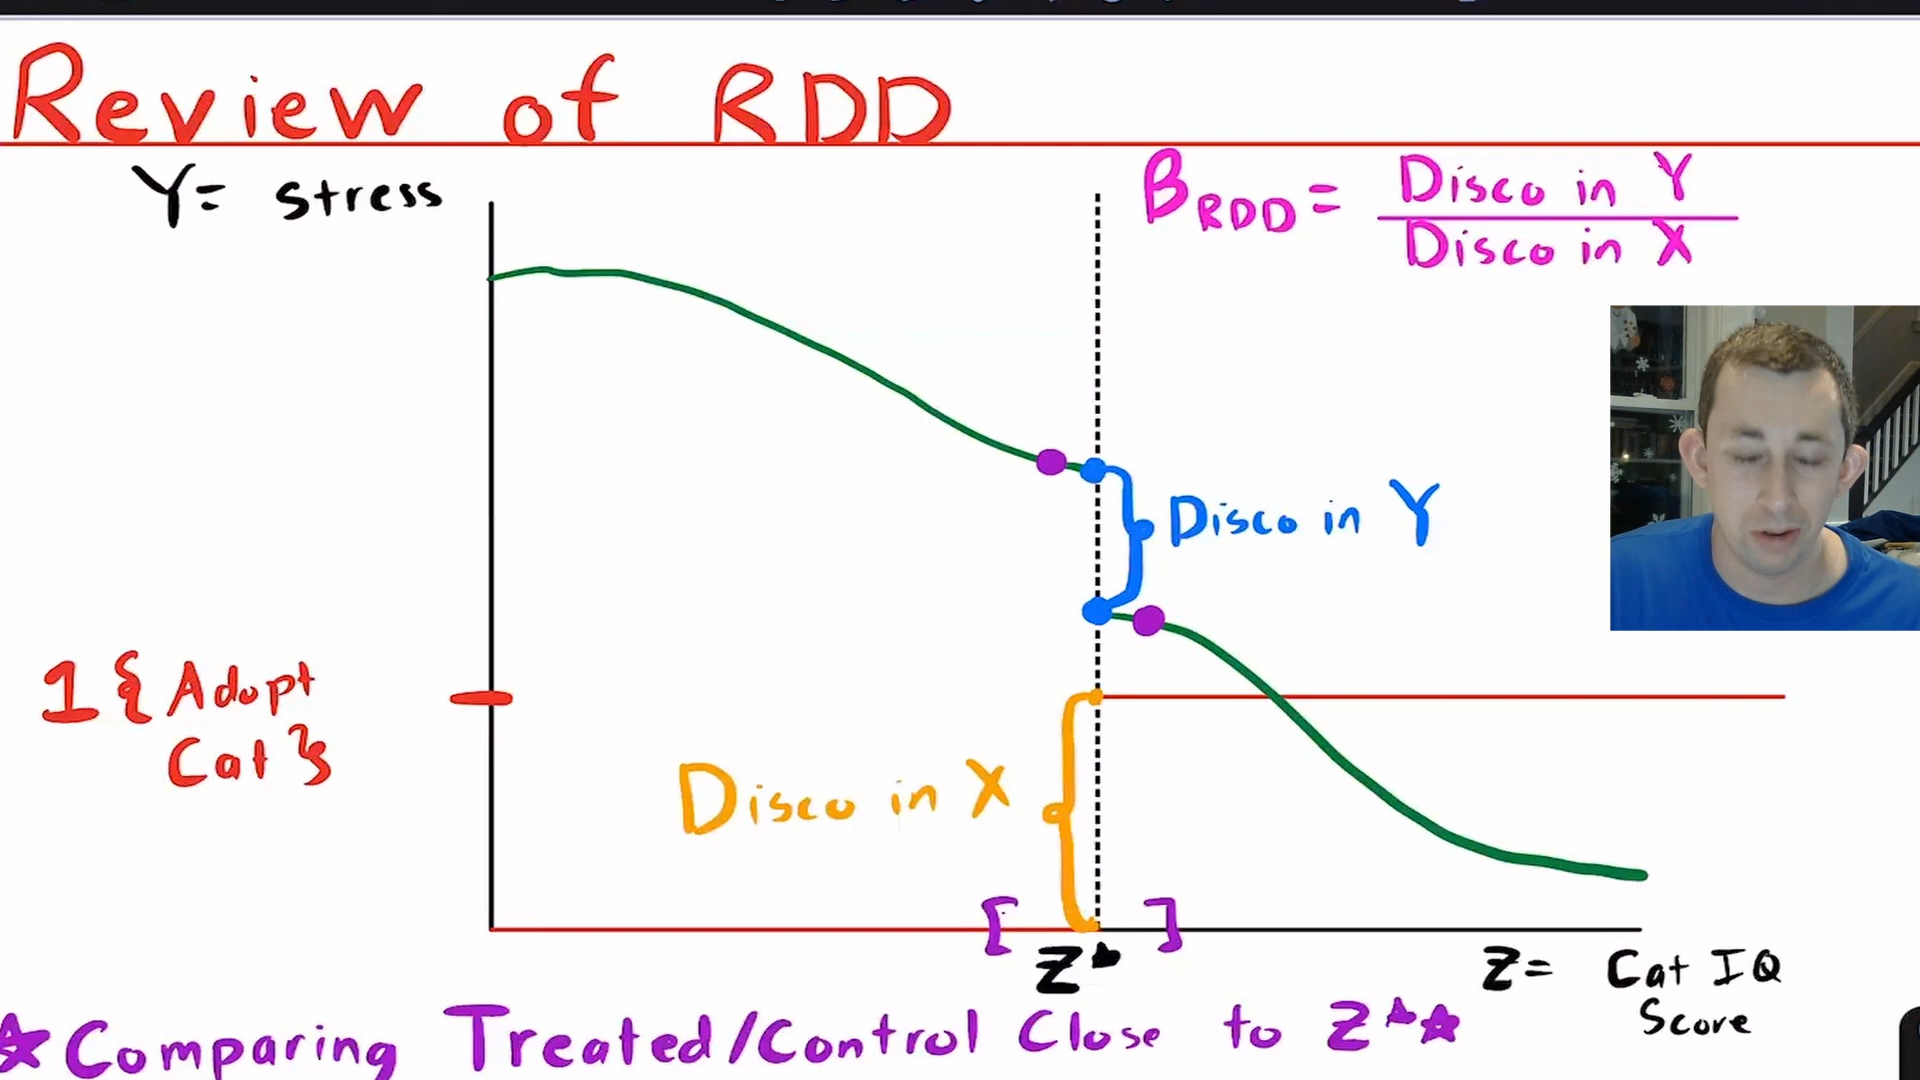 Review of RDD
Y= stress
BRDD = Disco in Y
Disco in X
Disco in Y
1{Adopt
Cat}
Disco in X
[ ]
Z*
Z= Cat IQ
Score
★Comparing Treated/Control Close to Z*★